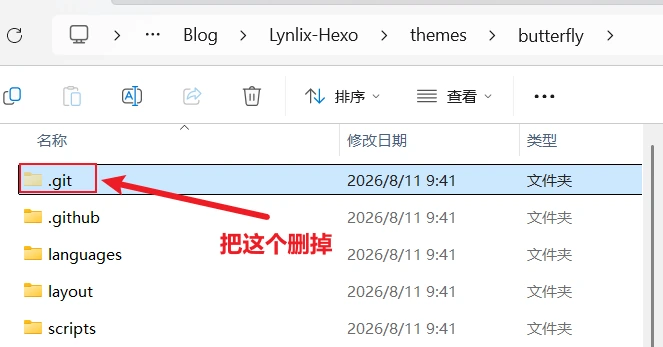 ... Blog Lynlix-Hexo themes butterfly
排序 查看 ...
名称 修改日期 类型
.git 2026/8/11 9:41 文件夹
.github 2026/8/11 9:41 文件夹
把这个删掉
languages 2026/8/11 9:41 文件夹
layout 2026/8/11 9:41 文件夹
scripts 2026/8/11 9:41 文件夹